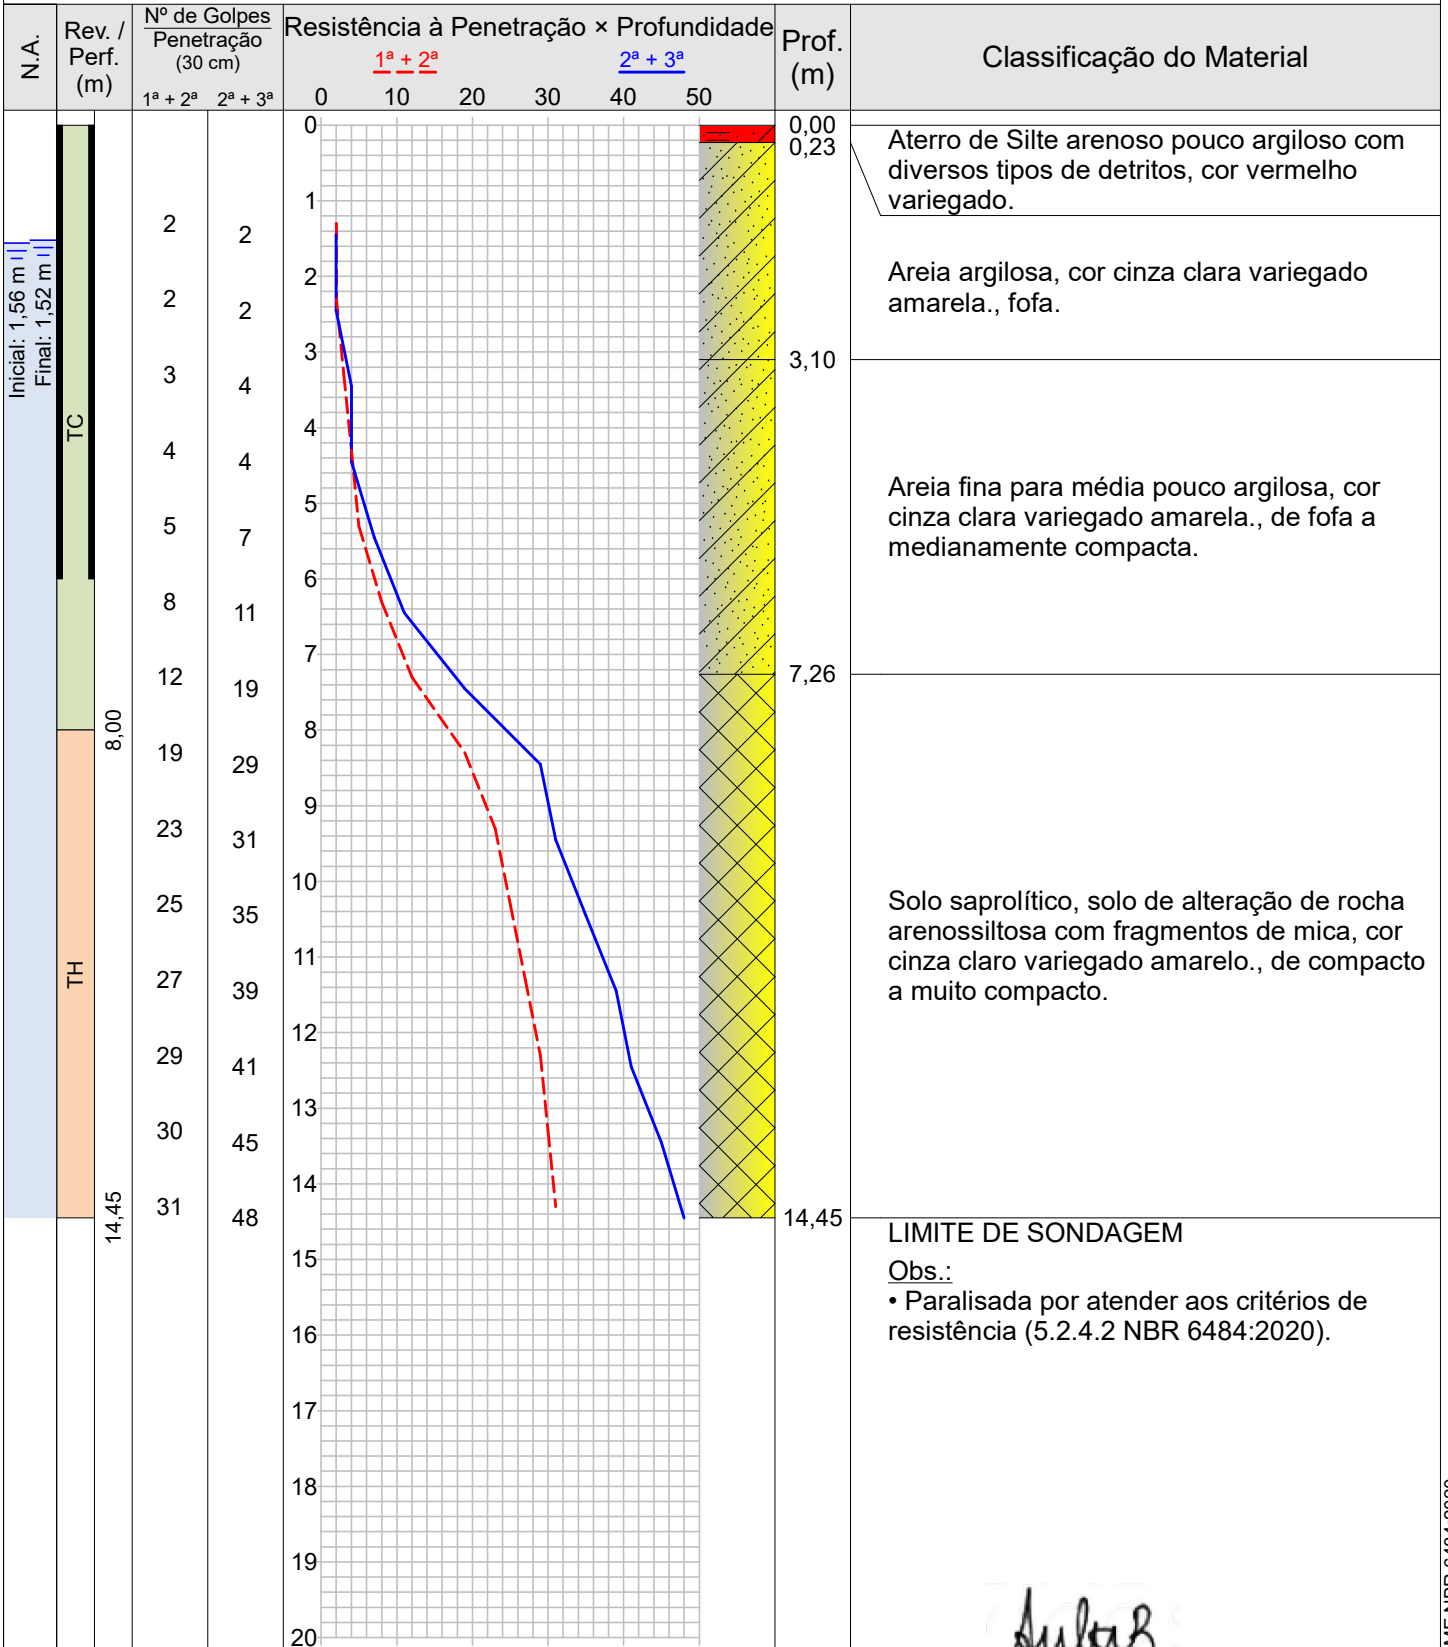 N.A.
Rev. /
Perf.
(m)
Nº de Golpes
Penetração
(30 cm)
1ª + 2ª 2ª + 3ª
Resistência à Penetração × Profundidade
1ª + 2ª 2ª + 3ª
0 10 20 30 40 50
Prof.
(m)
Classificação do Material
Inicial: 1,56 m
Final: 1,52 m
TC
8,00
TH
14,45
2 2
2 2
3 4
4 4
5 7
8 11
12 19
19 29
23 31
25 35
27 39
29 41
30 45
31 48
0
1
2
3
4
5
6
7
8
9
10
11
12
13
14
15
16
17
18
19
20
0,00
0,23
3,10
7,26
14,45
Aterro de Silte arenoso pouco argiloso com
diversos tipos de detritos, cor vermelho
variegado.
Areia argilosa, cor cinza clara variegado
amarela., fofa.
Areia fina para média pouco argilosa, cor
cinza clara variegado amarela., de fofa a
medianamente compacta.
Solo saprolítico, solo de alteração de rocha
arenossiltosa com fragmentos de mica, cor
cinza claro variegado amarelo., de compacto
a muito compacto.
LIMITE DE SONDAGEM
Obs.:
• Paralisada por atender aos critérios de
resistência (5.2.4.2 NBR 6484:2020).